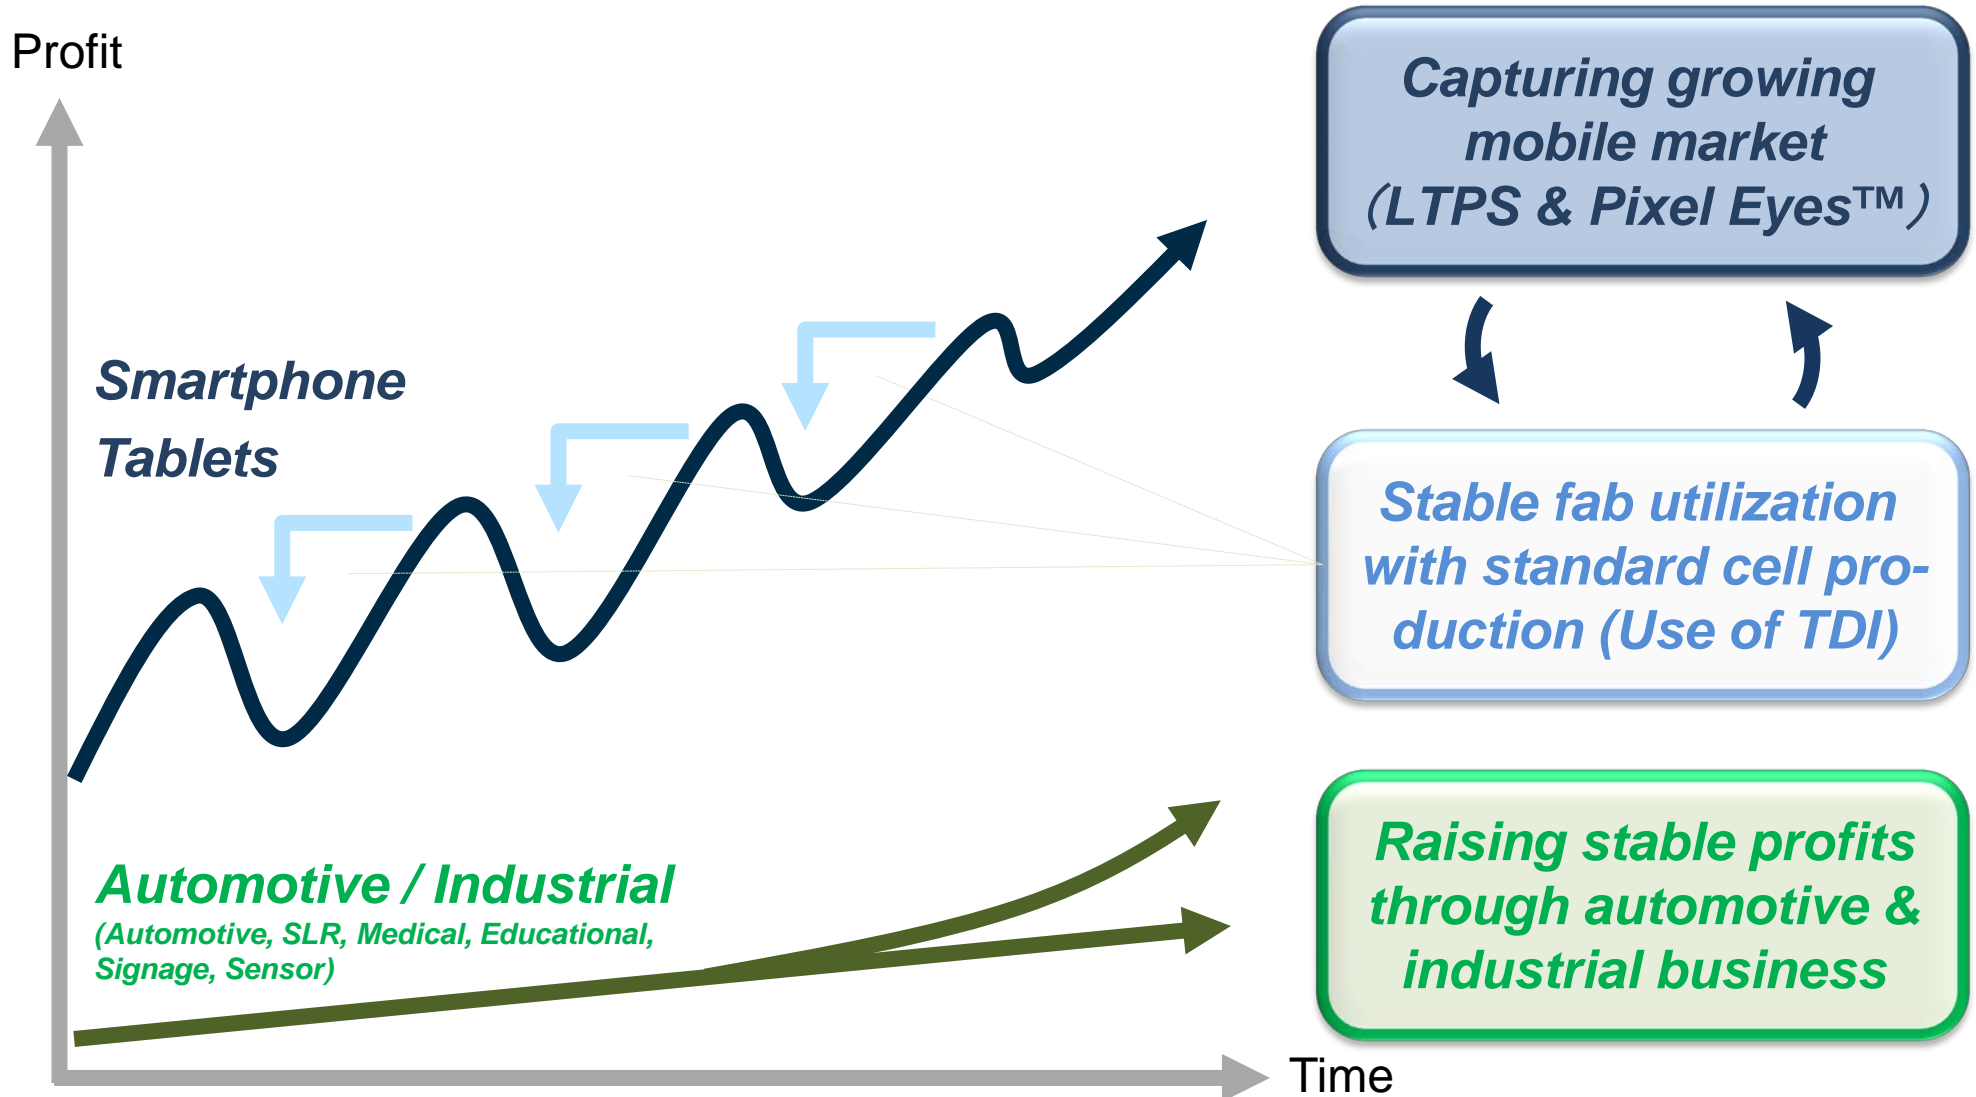 Profit
Capturing growing
mobile market
(LTPS & Pixel Eyes™)
Smartphone
Tablets
Stable fab utilization
with standard cell pro-
duction (Use of TDI)
Automotive / Industrial
(Automotive, SLR, Medical, Educational,
Signage, Sensor)
Raising stable profits
through automotive &
industrial business
Time